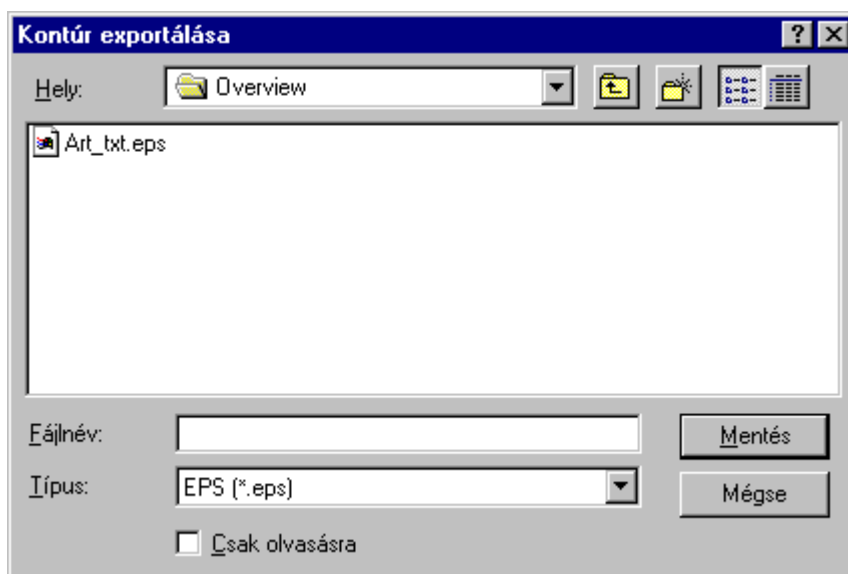 Kontúr exportálása
Hely: Overview
Art_txt.eps
Fájlnév: Mentés
Típus: EPS (*.eps) Mégse
Csak olvasásra